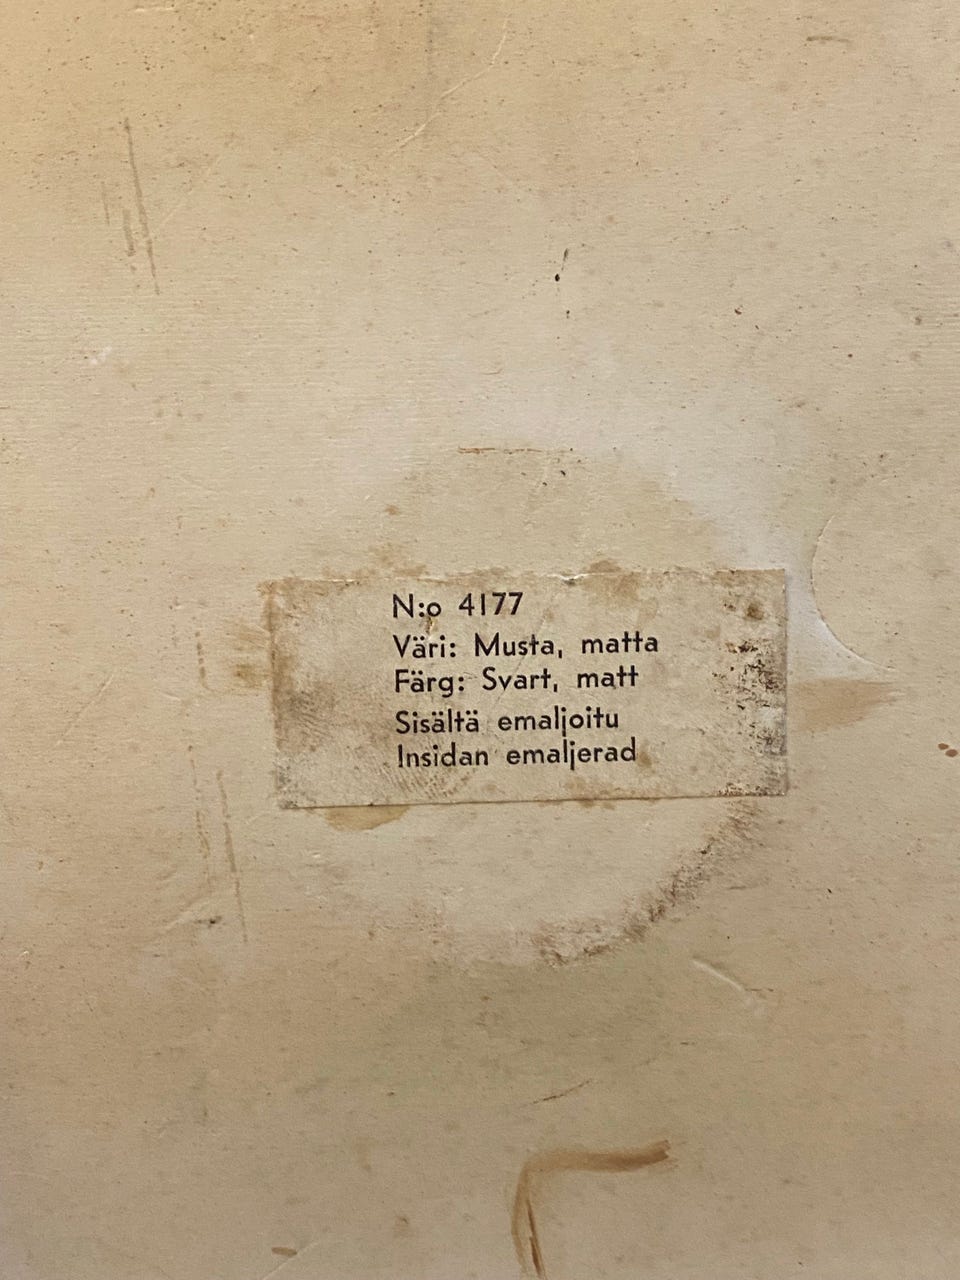 N:o 4177
Väri: Musta, matta
Färg: Svart, matt
Sisältä emaljoitu
Insidan emaljerad